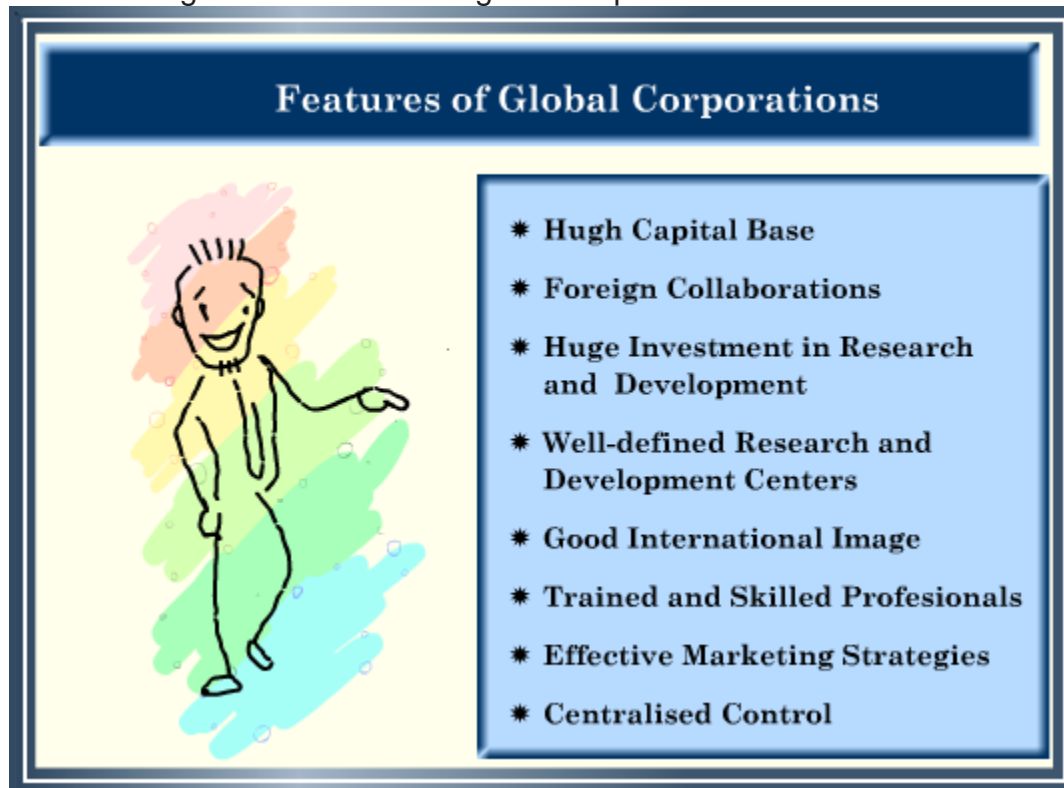 Features of Global Corporations
✷ Hugh Capital Base
✷ Foreign Collaborations
✷ Huge Investment in Research
and Development
✷ Well-defined Research and
Development Centers
✷ Good International Image
✷ Trained and Skilled Profesionals
✷ Effective Marketing Strategies
✷ Centralised Control